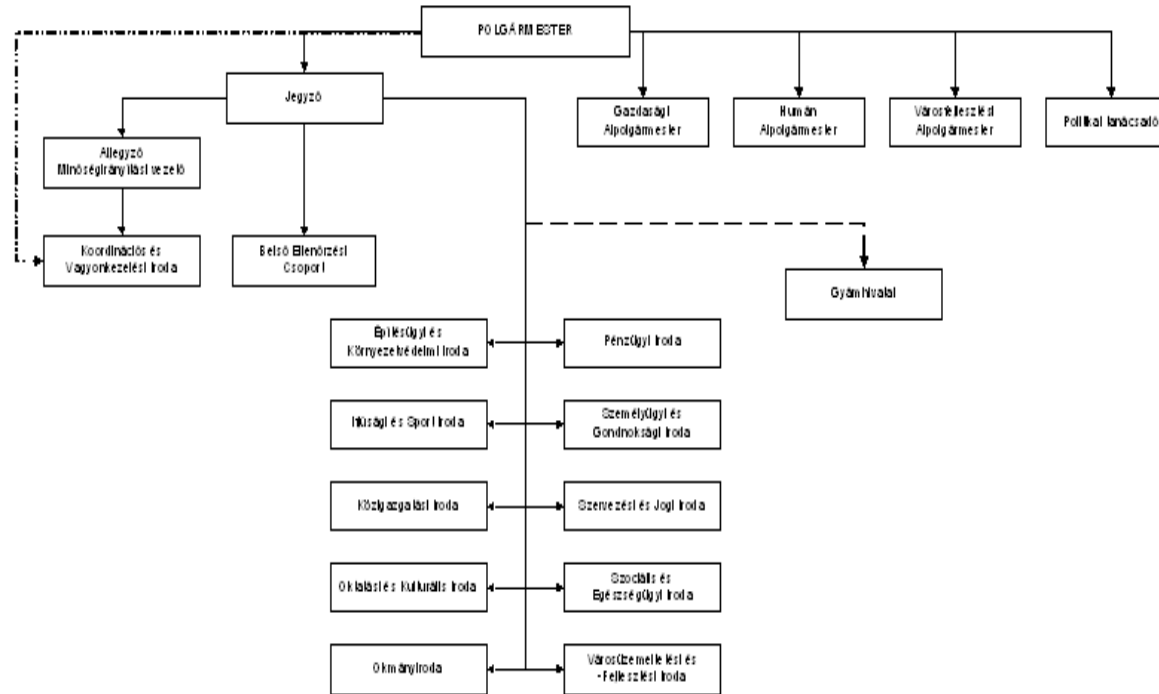 POLGÁRMESTER
Jegyző
Gazdasági
Alpolgármester
Humán
Alpolgármester
Városfejlesztési
Alpolgármester
Politikai tanácsadó
Aljegyző
Minőségirányítási vezető
Koordinációs és
Vagyonkezelési Iroda
Belső Ellenőrzési
Csoport
Gyámhivatal
Építésügyi és
Környezetvédelmi Iroda
Pénzügyi Iroda
Ifjúsági és Sport Iroda
Személyügyi és
Gondnoksági Iroda
Közigazgatási Iroda
Szervezési és Jogi Iroda
Oktatási és Kulturális Iroda
Szociális és
Egészségügyi Iroda
Okmányiroda
Városüzemeltetési és
-Fejlesztési Iroda